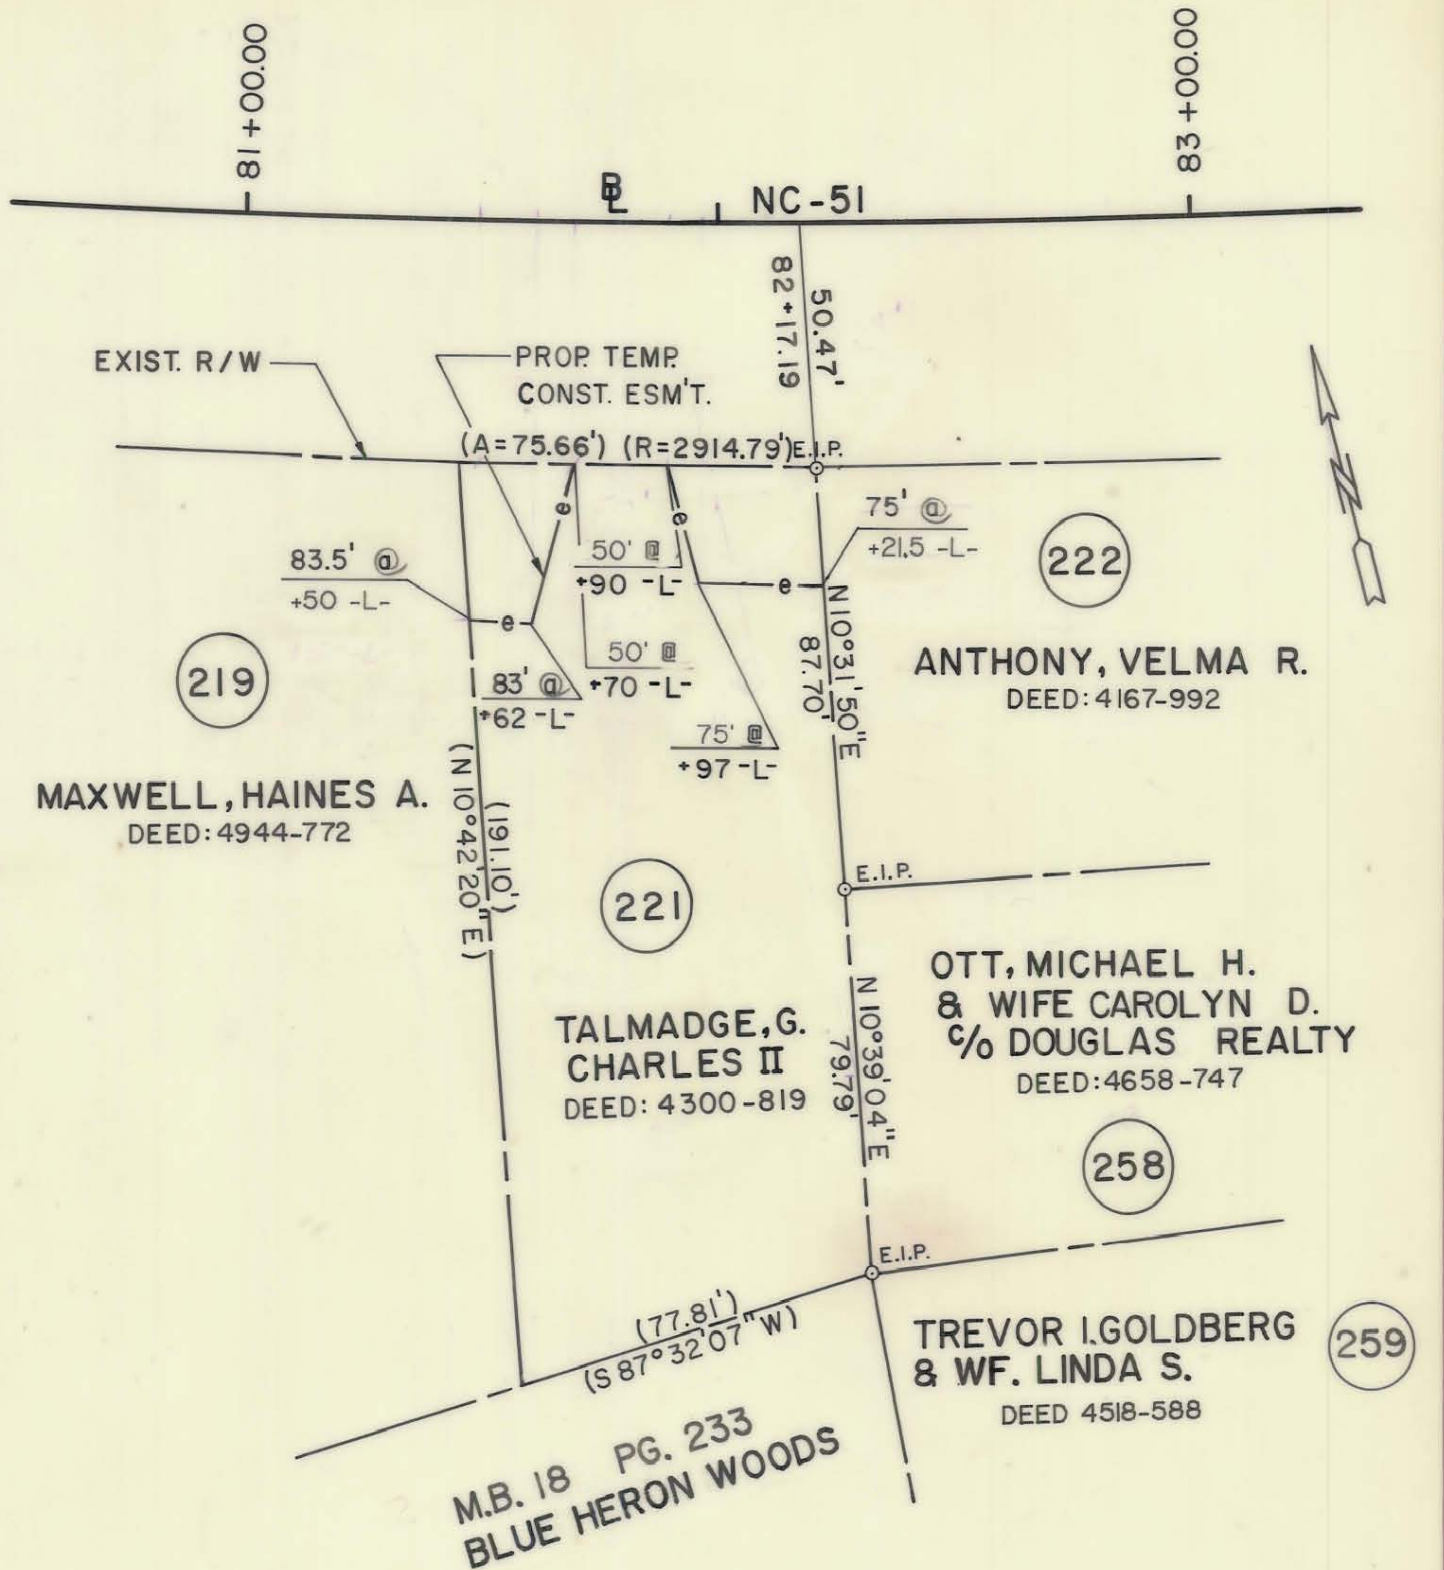 81+00.00
83+00.00
BL
NC-51
50.47'
82+17.19
EXIST. R/W
PROP. TEMP.
CONST. ESM'T.
(A=75.66') (R=2914.79') E.I.P.
e
e
75' @
+21.5 -L-
83.5' @
+50 -L-
50' @
+90 -L-
e
e
222
N10°31'50"E
87.70'
ANTHONY, VELMA R.
DEED: 4167-992
219
50' @
+70 -L-
83' @
+62 -L-
75' @
+97 -L-
MAXWELL, HAINES A.
DEED: 4944-772
(191.10')
(N 10°42'20"E)
221
E.I.P.
OTT, MICHAEL H.
& WIFE CAROLYN D.
c/o DOUGLAS REALTY
DEED: 4658-747
TALMADGE, G.
CHARLES II
DEED: 4300-819
N 10°39'04"E
79.79'
258
E.I.P.
(77.81')
(S 87°32'07"W)
TREVOR I. GOLDBERG
& WF. LINDA S.
DEED 4518-588
259
M.B. 18 PG. 233
BLUE HERON WOODS